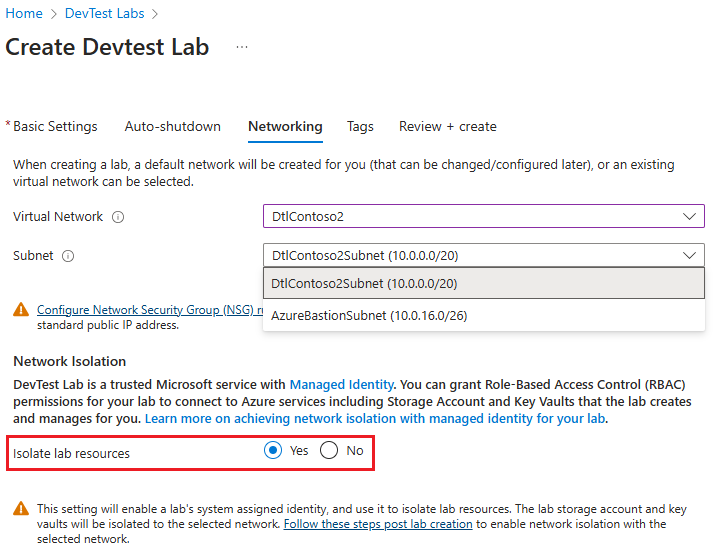 Home > DevTest Labs >
Create Devtest Lab ...
* Basic Settings Auto-shutdown Networking Tags Review + create
When creating a lab, a default network will be created for you (that can be changed/configured later), or an existing
virtual network can be selected.
Virtual Network DtlContoso2
Subnet DtlContoso2Subnet (10.0.0.0/20)
DtlContoso2Subnet (10.0.0.0/20)
Configure Network Security Group (NSG)
AzureBastionSubnet (10.0.16.0/26)
standard public IP address.
Network Isolation
DevTest Lab is a trusted Microsoft service with Managed Identity. You can grant Role-Based Access Control (RBAC)
permissions for your lab to connect to Azure services including Storage Account and Key Vaults that the lab creates
and manages for you. Learn more on achieving network isolation with managed identity for your lab.
Isolate lab resources Yes No
This setting will enable a lab's system assigned identity, and use it to isolate lab resources. The lab storage account and key
vaults will be isolated to the selected network. Follow these steps post lab creation to enable network isolation with the
selected network.